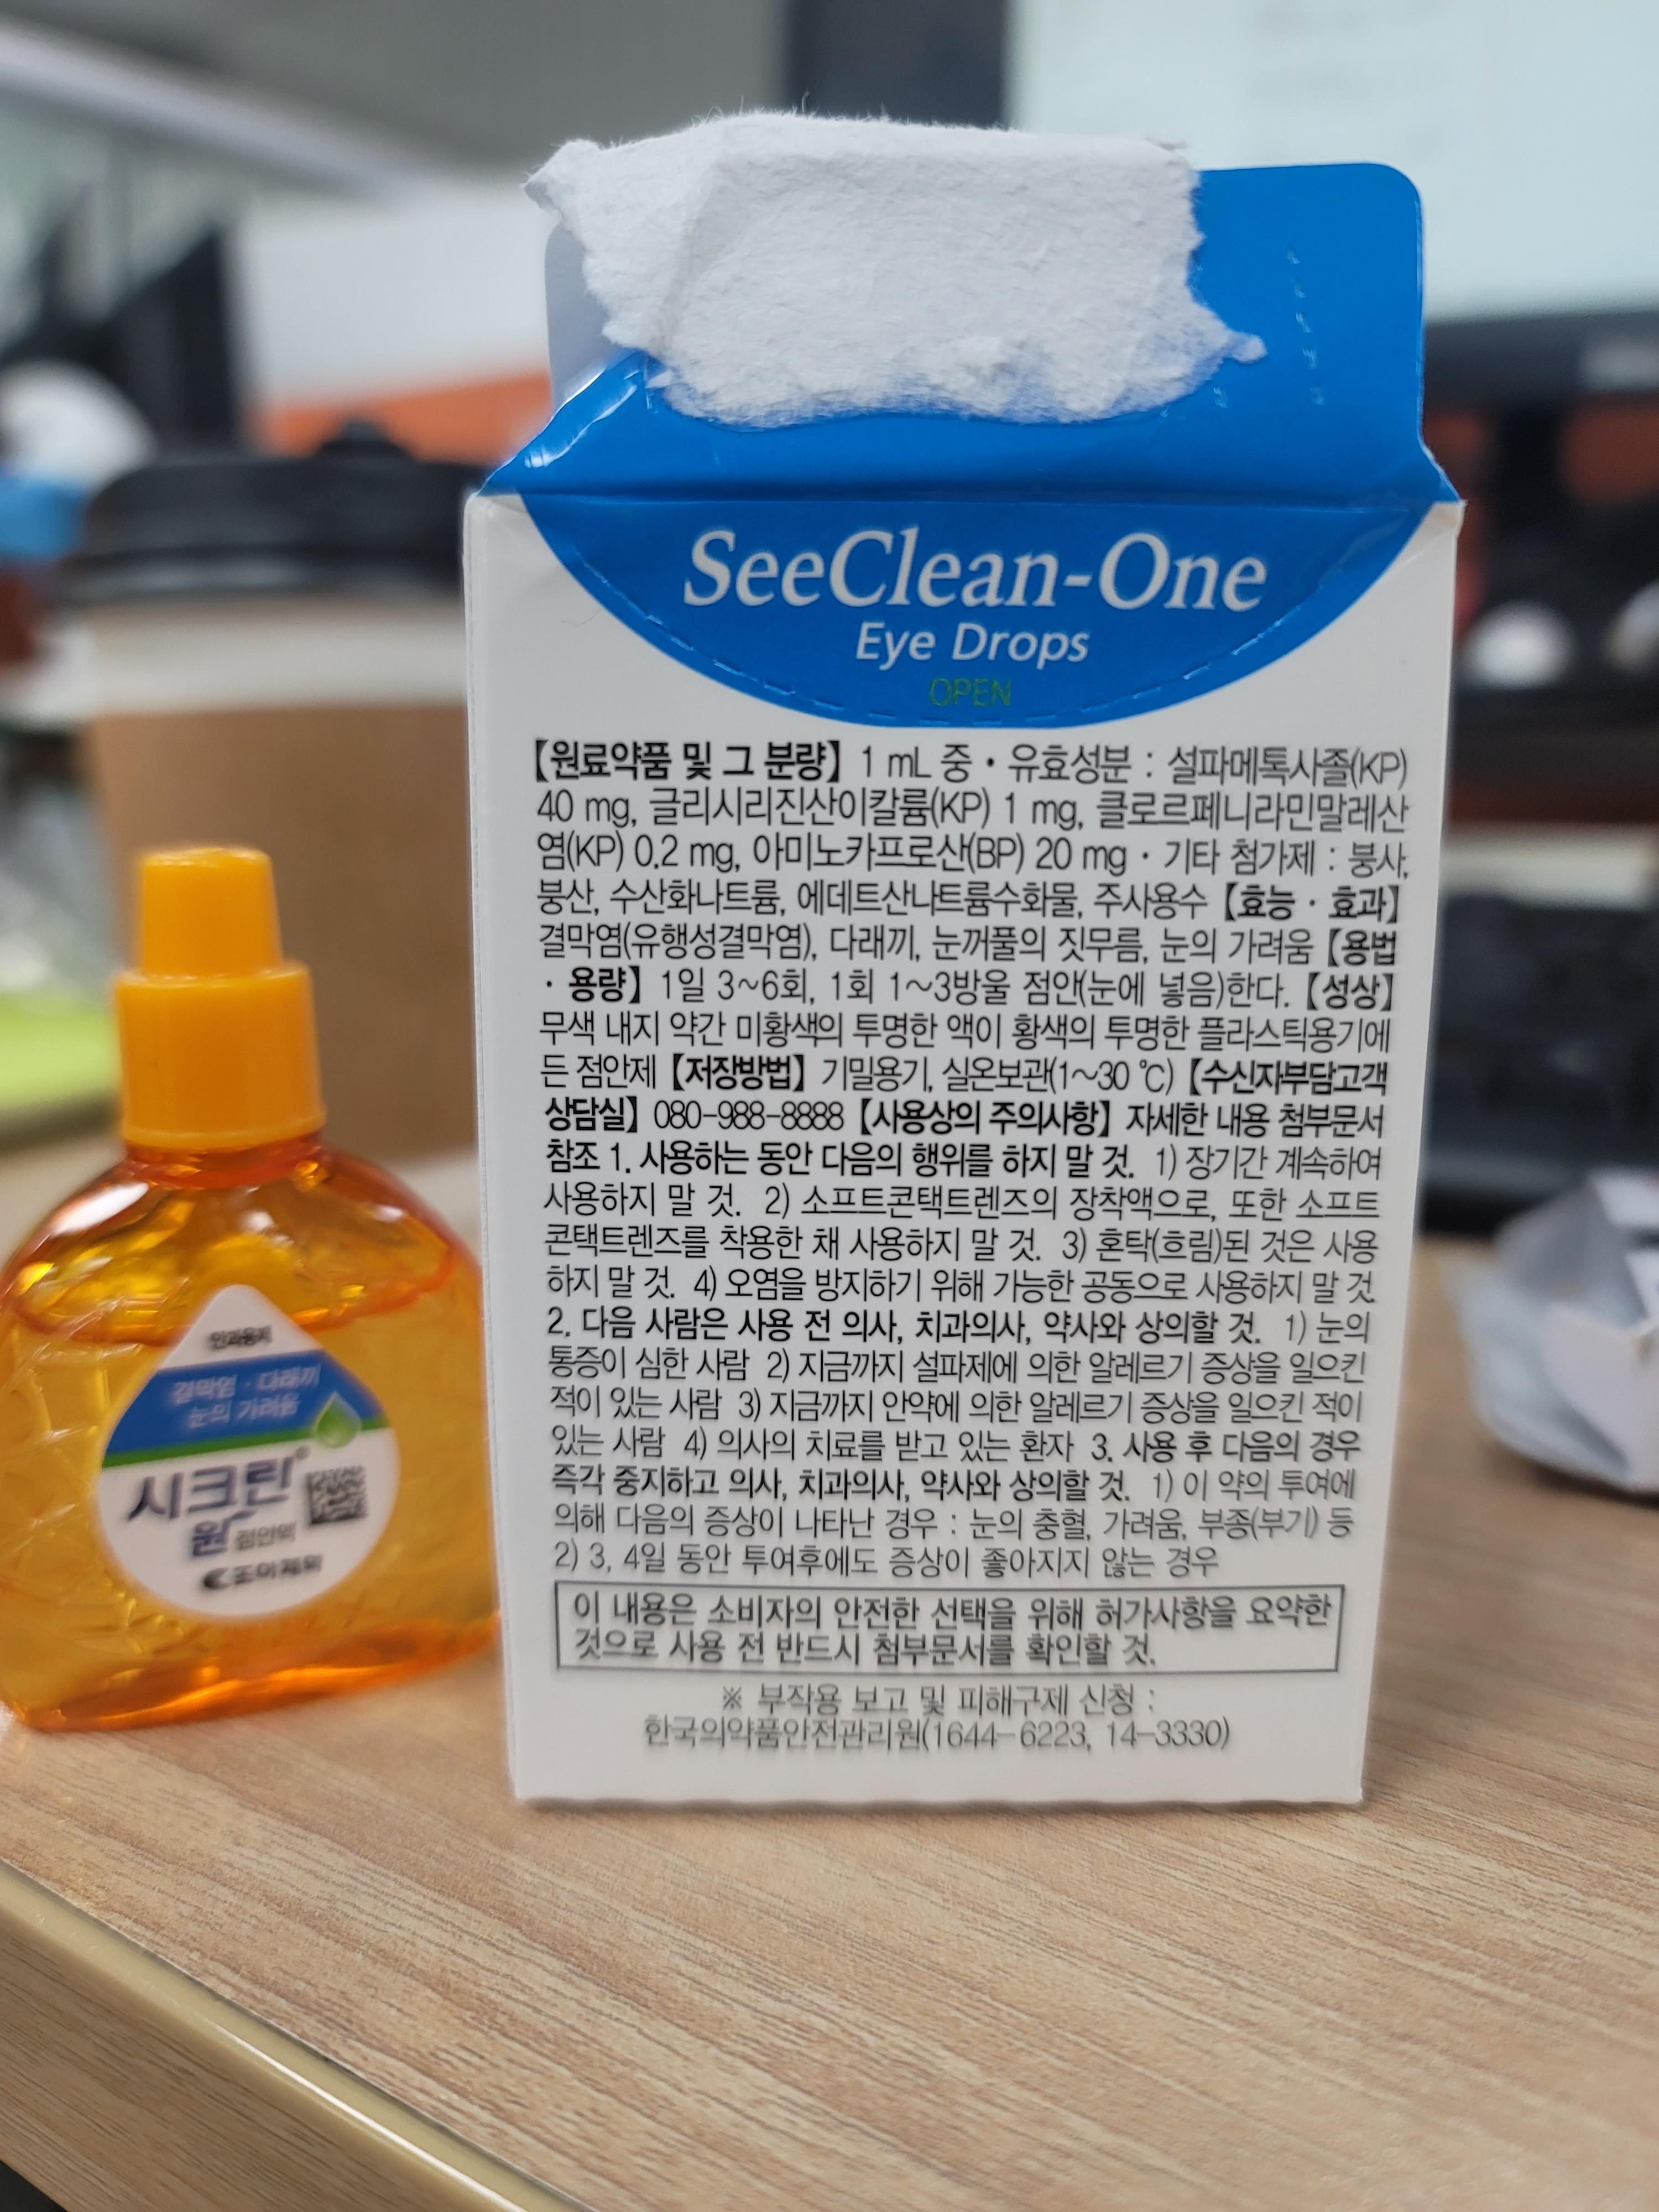 SeeClean-One
Eye Drops
OPEN
【원료약품 및 그 분량】 1 mL 중 • 유효성분 : 설파메톡사졸(KP)
40 mg, 글리시리진산이칼륨(KP) 1 mg, 클로르페니라민말레산
염(KP) 0.2 mg, 아미노카프로산(BP) 20 mg • 기타 첨가제 : 붕사,
붕산, 수산화나트륨, 에데트산나트륨수화물, 주사용수 【효능 · 효과】
결막염(유행성결막염), 다래끼, 눈꺼풀의 짓무름, 눈의 가려움 【용법
· 용량】 1일 3~6회, 1회 1~3방울 점안(눈에 넣음)한다. 【성상】
무색 내지 약간 미황색의 투명한 액이 황색의 투명한 플라스틱용기에
든 점안제 【저장방법】 기밀용기, 실온보관(1~30 ℃) 【수신자부담고객
상담실】 080-988-8888 【사용상의 주의사항】 자세한 내용 첨부문서
참조 1. 사용하는 동안 다음의 행위를 하지 말 것. 1) 장기간 계속하여
사용하지 말 것. 2) 소프트콘택트렌즈의 장착액으로, 또한 소프트
콘택트렌즈를 착용한 채 사용하지 말 것. 3) 혼탁(흐림)된 것은 사용
하지 말 것. 4) 오염을 방지하기 위해 가능한 공동으로 사용하지 말 것.
2. 다음 사람은 사용 전 의사, 치과의사, 약사와 상의할 것. 1) 눈의
통증이 심한 사람 2) 지금까지 설파제에 의한 알레르기 증상을 일으킨
적이 있는 사람 3) 지금까지 안약에 의한 알레르기 증상을 일으킨 적이
있는 사람 4) 의사의 치료를 받고 있는 환자 3. 사용 후 다음의 경우
즉각 중지하고 의사, 치과의사, 약사와 상의할 것. 1) 이 약의 투여에
의해 다음의 증상이 나타난 경우 : 눈의 충혈, 가려움, 부종(부기) 등
2) 3, 4일 동안 투여후에도 증상이 좋아지지 않는 경우
이 내용은 소비자의 안전한 선택을 위해 허가사항을 요약한
것으로 사용 전 반드시 첨부문서를 확인할 것.
※ 부작용 보고 및 피해구제 신청 :
한국의약품안전관리원(1644-6223, 14-3330)
안과용제
결막염 · 다래끼
눈의 가려움
시크린
원 점안액
조아제약